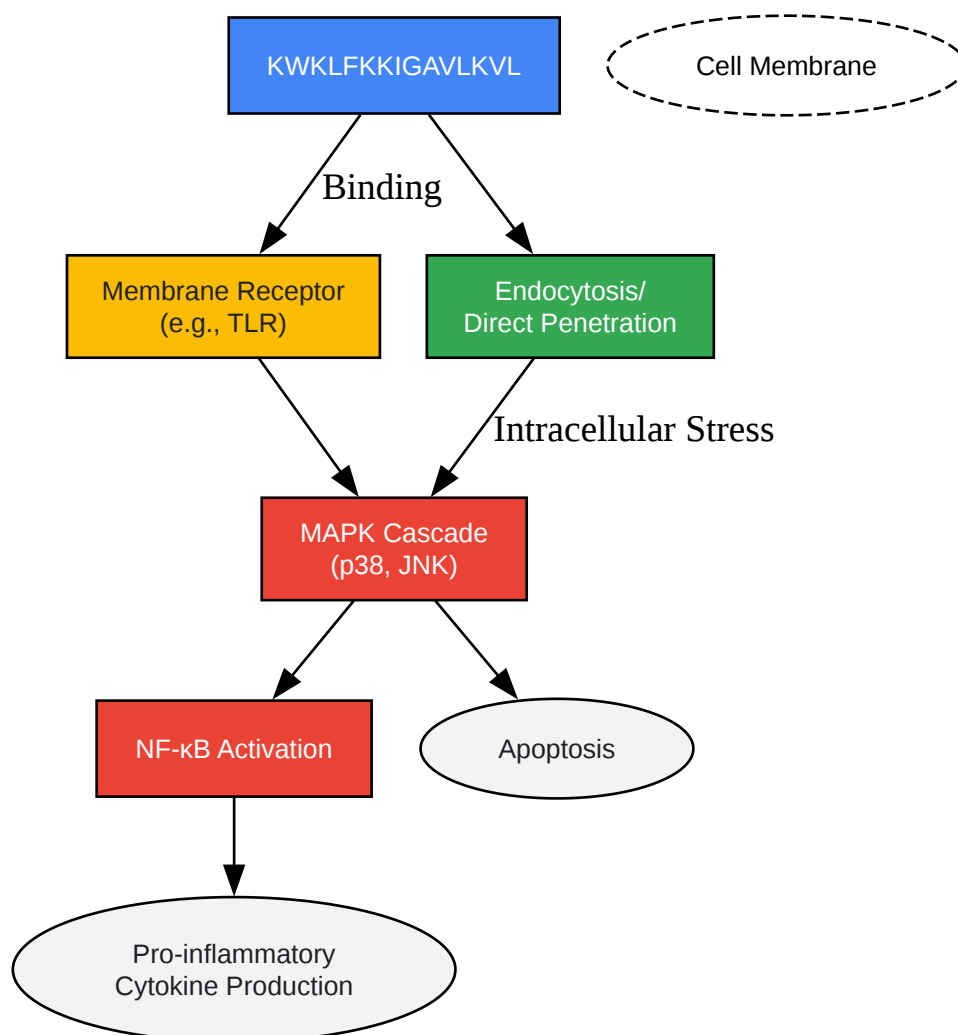 KWKLFKKIGAVLKVL
Cell Membrane
Binding
Membrane Receptor
(e.g., TLR)
Endocytosis/
Direct Penetration
Intracellular Stress
MAPK Cascade
(p38, JNK)
NF-κB Activation
Apoptosis
Pro-inflammatory
Cytokine Production